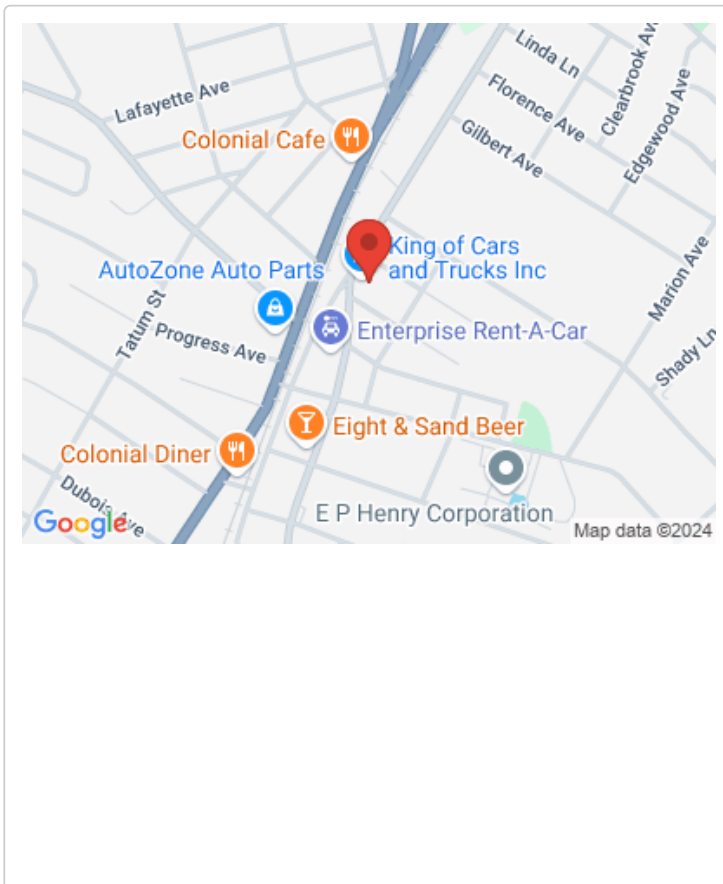 Linda Ln
Clearbrook Ave
Lafayette Ave
Florence Ave
Edgewood Ave
Colonial Cafe
Gilbert Ave
King of Cars
and Trucks Inc
AutoZone Auto Parts
Marion Ave
Tatum St
Progress Ave
Enterprise Rent-A-Car
Shady Ln
Eight & Sand Beer
Colonial Diner
Dubois Ave
E P Henry Corporation
Google
Map data ©2024